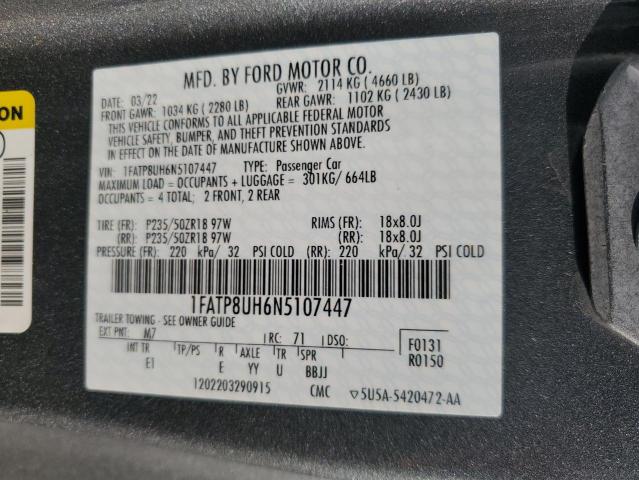 ION
MFD. BY FORD MOTOR CO.
DATE: 03/22 GVWR: 2114 KG ( 4660 LB)
FRONT GAWR: 1034 KG ( 2280 LB) REAR GAWR: 1102 KG ( 2430 LB)
THIS VEHICLE CONFORMS TO ALL APPLICABLE FEDERAL MOTOR
VEHICLE SAFETY, BUMPER, AND THEFT PREVENTION STANDARDS
IN EFFECT ON THE DATE OF MANUFACTURE SHOWN ABOVE.
VIN: 1FATP8UH6N5107447 TYPE: Passenger Car
MAXIMUM LOAD = OCCUPANTS + LUGGAGE = 301KG/ 664LB
OCCUPANTS = 4 TOTAL; 2 FRONT, 2 REAR
TIRE (FR): P235/50ZR18 97W RIMS (FR): 18x8.0J
(RR): P235/50ZR18 97W (RR): 18x8.0J
PRESSURE (FR): 220 kPa/ 32 PSI COLD (RR): 220 kPa/ 32 PSI COLD
1FATP8UH6N5107447
TRAILER TOWING - SEE OWNER GUIDE
EXT PNT: M7 RC: 71 DSO: F0131
INT TR TP/PS R AXLE TR SPR R0150
EI E YY U BBJJ
1202203290915 CMC ▽5U5A-5420472-AA